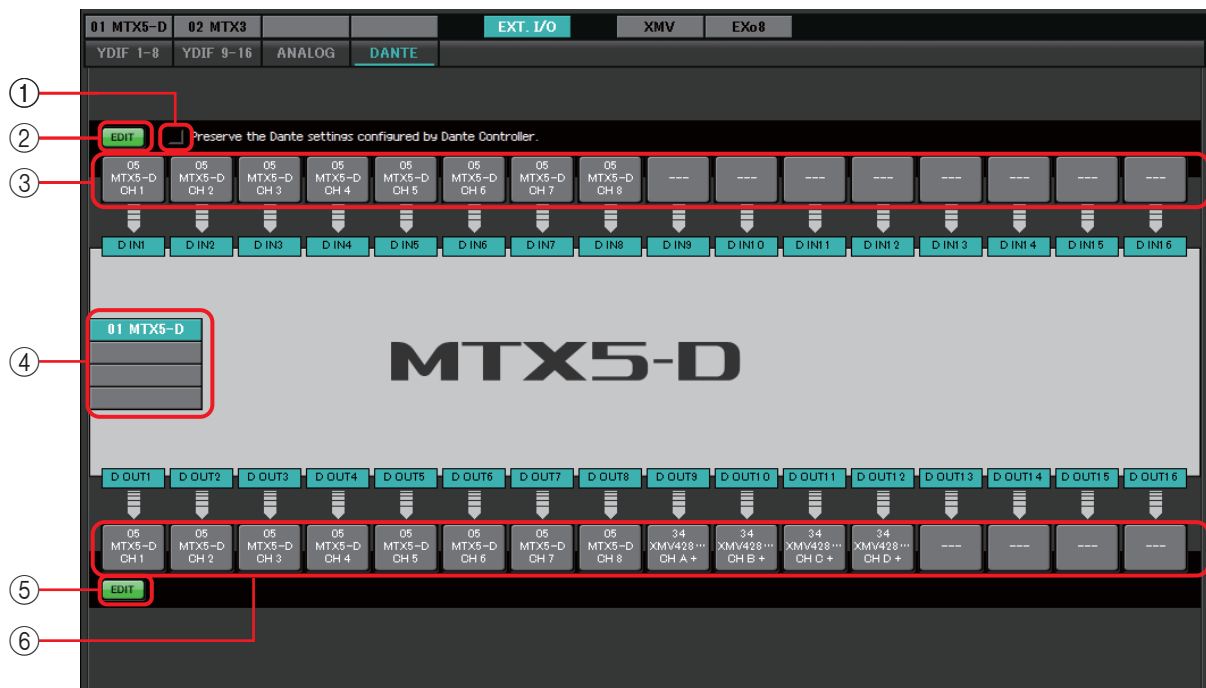 01 MTX5-D 02 MTX3 EXT. I/O XMV EXo8
YDIF 1-8 YDIF 9-16 ANALOG DANTE
①
② EDIT Preserve the Dante settings configured by Dante Controller.
③
05 MTX5-D CH 1
05 MTX5-D CH 2
05 MTX5-D CH 3
05 MTX5-D CH 4
05 MTX5-D CH 5
05 MTX5-D CH 6
05 MTX5-D CH 7
05 MTX5-D CH 8
---
---
---
---
---
---
---
---
D IN1 D IN2 D IN3 D IN4 D IN5 D IN6 D IN7 D IN8 D IN9 D IN10 D IN11 D IN12 D IN13 D IN14 D IN15 D IN16
01 MTX5-D
④
MTX5-D
D OUT1 D OUT2 D OUT3 D OUT4 D OUT5 D OUT6 D OUT7 D OUT8 D OUT9 D OUT10 D OUT11 D OUT12 D OUT13 D OUT14 D OUT15 D OUT16
05 MTX5-D CH 1
05 MTX5-D CH 2
05 MTX5-D CH 3
05 MTX5-D CH 4
05 MTX5-D CH 5
05 MTX5-D CH 6
05 MTX5-D CH 7
05 MTX5-D CH 8
34 XMV428··· CH A +
34 XMV428··· CH B +
34 XMV428··· CH C +
34 XMV428··· CH D +
---
---
---
---
⑤ EDIT
⑥